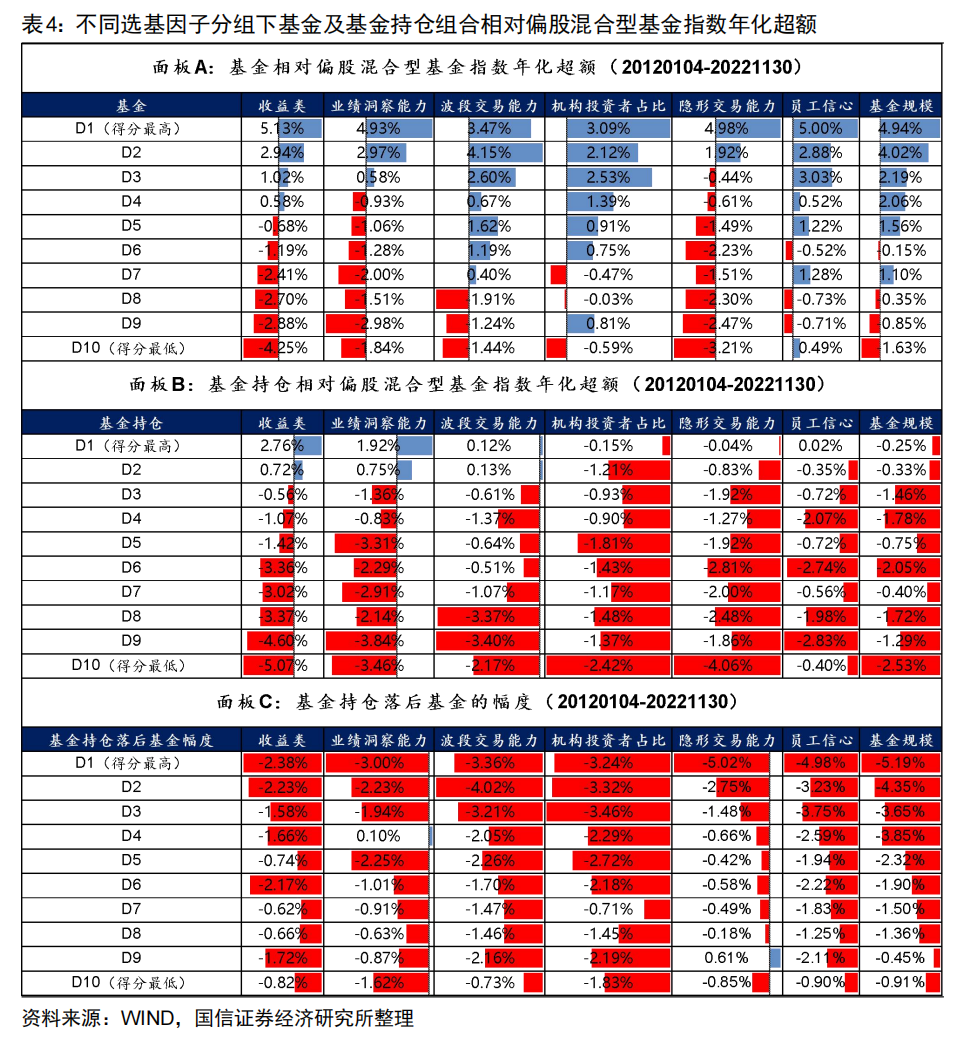 表4：不同选基因子分组下基金及基金持仓组合相对偏股混合型基金指数年化超额
面板A：基金相对偏股混合型基金指数年化超额（20120104-20221130）
基金 收益类 业绩洞察能力 波段交易能力 机构投资者占比 隐形交易能力 员工信心 基金规模
D1（得分最高） 5.13% 4.93% 3.47% 3.09% 4.98% 5.00% 4.94%
D2 2.94% 2.97% 4.15% 2.12% 1.92% 2.88% 4.02%
D3 1.02% 0.58% 2.60% 2.53% -0.44% 3.03% 2.19%
D4 0.58% -0.93% 0.67% 1.39% -0.61% 0.52% 2.06%
D5 -0.68% -1.06% 1.62% 0.91% -1.49% 1.22% 1.56%
D6 -1.19% -1.28% 1.19% 0.75% -2.23% -0.52% -0.15%
D7 -2.41% -2.00% 0.40% -0.47% -1.51% 1.28% 1.10%
D8 -2.70% -1.51% -1.91% -0.03% -2.30% -0.73% -0.35%
D9 -2.88% -2.98% -1.24% 0.81% -2.47% -0.71% -0.85%
D10（得分最低） -4.25% -1.84% -1.44% -0.59% -3.21% 0.49% -1.63%
面板B：基金持仓相对偏股混合型基金指数年化超额（20120104-20221130）
基金持仓 收益类 业绩洞察能力 波段交易能力 机构投资者占比 隐形交易能力 员工信心 基金规模
D1（得分最高） 2.76% 1.92% 0.12% -0.15% -0.04% 0.02% -0.25%
D2 0.72% 0.75% 0.13% -1.21% -0.83% -0.35% -0.33%
D3 -0.56% -1.36% -0.61% -0.93% -1.92% -0.72% -1.46%
D4 -1.07% -0.83% -1.37% -0.90% -1.27% -2.07% -1.78%
D5 -1.42% -3.31% -0.64% -1.81% -1.92% -0.72% -0.75%
D6 -3.36% -2.29% -0.51% -1.43% -2.81% -2.74% -2.05%
D7 -3.02% -2.91% -1.07% -1.17% -2.00% -0.56% -0.40%
D8 -3.37% -2.14% -3.37% -1.48% -2.48% -1.98% -1.72%
D9 -4.60% -3.84% -3.40% -1.37% -1.86% -2.83% -1.29%
D10（得分最低） -5.07% -3.46% -2.17% -2.42% -4.06% -0.40% -2.53%
面板C：基金持仓落后基金的幅度（20120104-20221130）
基金持仓落后基金幅度 收益类 业绩洞察能力 波段交易能力 机构投资者占比 隐形交易能力 员工信心 基金规模
D1（得分最高） -2.38% -3.00% -3.36% -3.24% -5.02% -4.98% -5.19%
D2 -2.23% -2.23% -4.02% -3.32% -2.75% -3.23% -4.35%
D3 -1.58% -1.94% -3.21% -3.46% -1.48% -3.75% -3.65%
D4 -1.66% 0.10% -2.05% -2.29% -0.66% -2.59% -3.85%
D5 -0.74% -2.25% -2.26% -2.72% -0.42% -1.94% -2.32%
D6 -2.17% -1.01% -1.70% -2.18% -0.58% -2.22% -1.90%
D7 -0.62% -0.91% -1.47% -0.71% -0.49% -1.83% -1.50%
D8 -0.66% -0.63% -1.46% -1.45% -0.18% -1.25% -1.36%
D9 -1.72% -0.87% -2.16% -2.19% 0.61% -2.11% -0.45%
D10（得分最低） -0.82% -1.62% -0.73% -1.83% -0.85% -0.90% -0.91%
资料来源：WIND，国信证券经济研究所整理